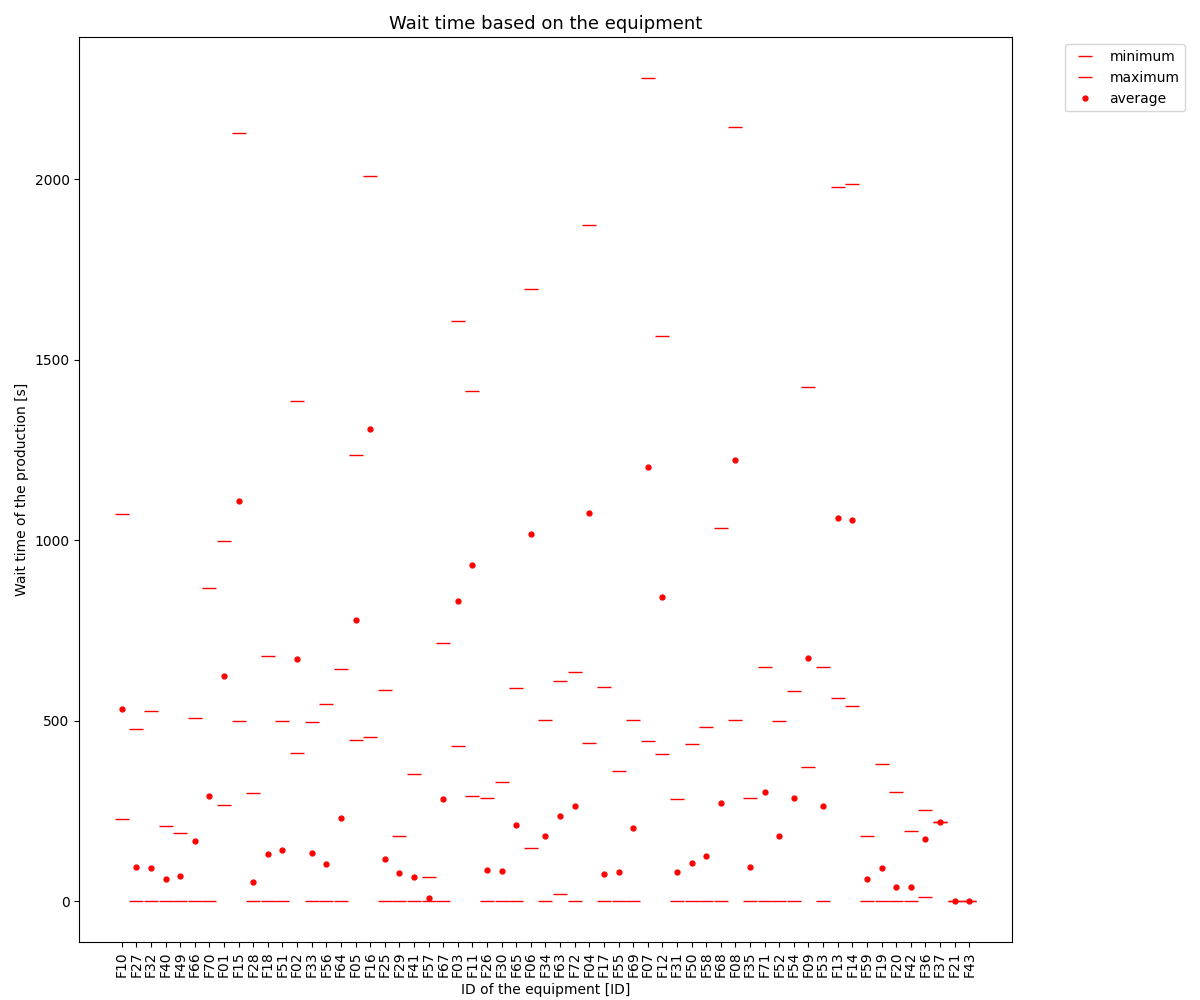 Wait time based on the equipment
minimum
maximum
average
Wait time of the production [s]
2000
1500
1000
500
0
F10 F27 F32 F40 F49 F66 F70 F01 F15 F28 F18 F51 F02 F33 F56 F64 F05 F16 F25 F29 F41 F57 F67 F03 F11 F26 F30 F65 F06 F34 F63 F72 F04 F17 F55 F69 F07 F12 F31 F50 F58 F68 F08 F35 F71 F52 F54 F09 F53 F13 F14 F59 F19 F20 F42 F36 F37 F21 F43
ID of the equipment [ID]